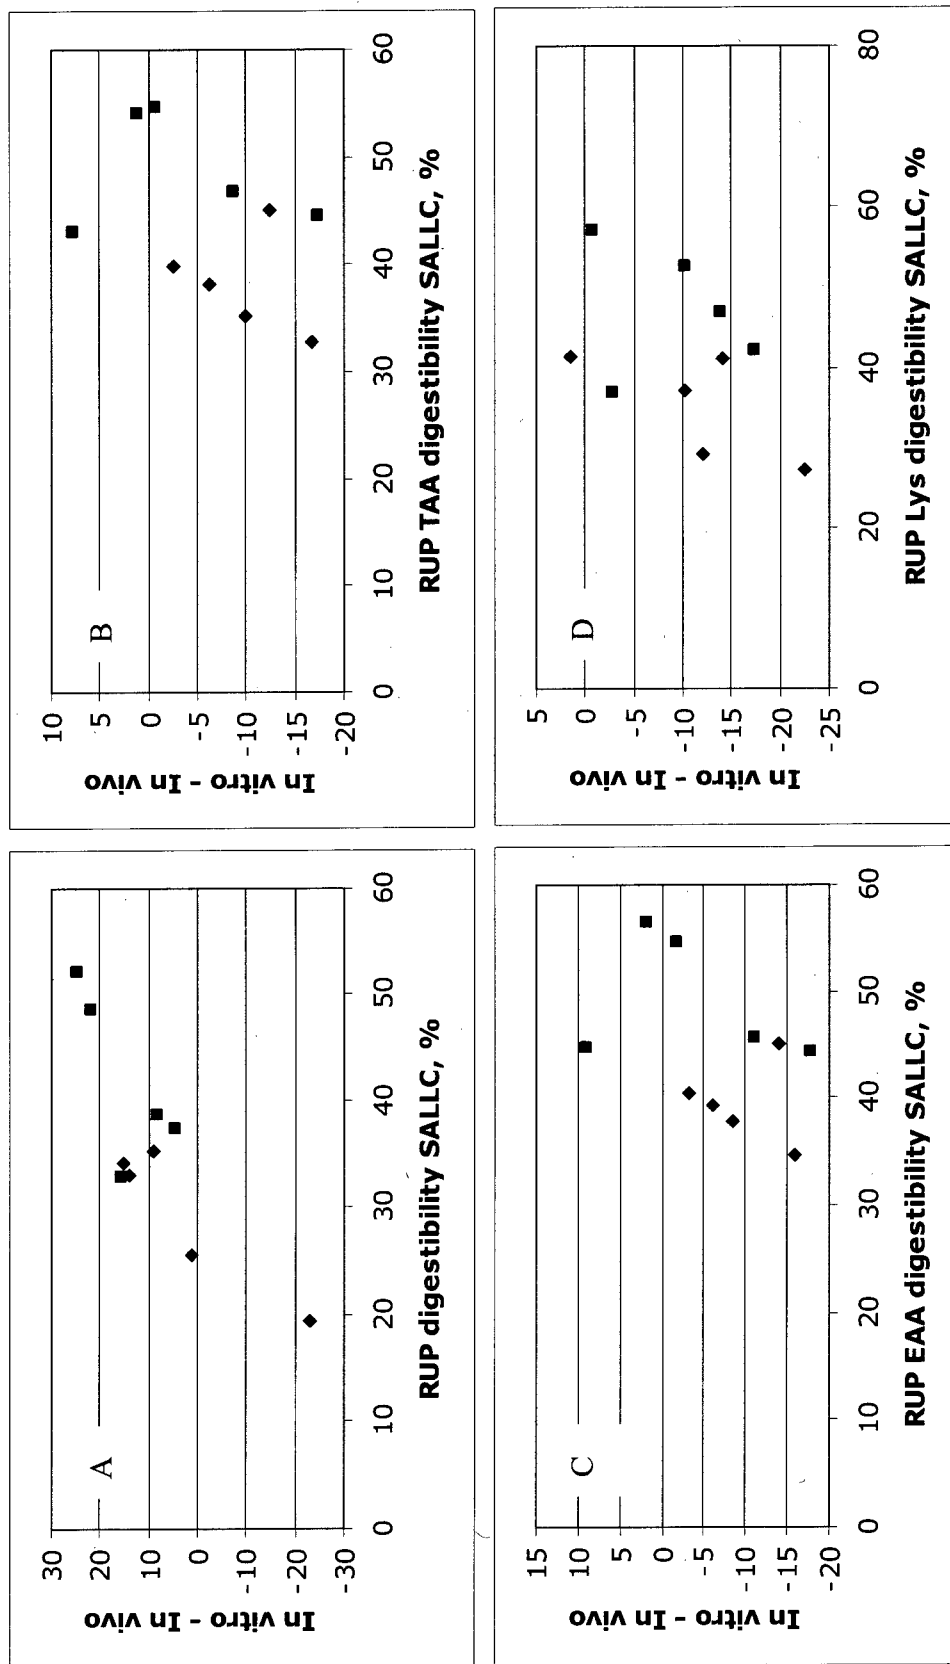 In vitro - In vivo
30
20
10
0
-10
-20
-30
A
0 10 20 30 40 50 60
RUP digestibility SALLC, %
In vitro - In vivo
10
5
0
-5
-10
-15
-20
B
0 10 20 30 40 50 60
RUP TAA digestibility SALLC, %
In vitro - In vivo
15
10
5
0
-5
-10
-15
-20
C
0 10 20 30 40 50 60
RUP EAA digestibility SALLC, %
In vitro - In vivo
5
0
-5
-10
-15
-20
-25
D
0 20 40 60 80
RUP Lys digestibility SALLC, %